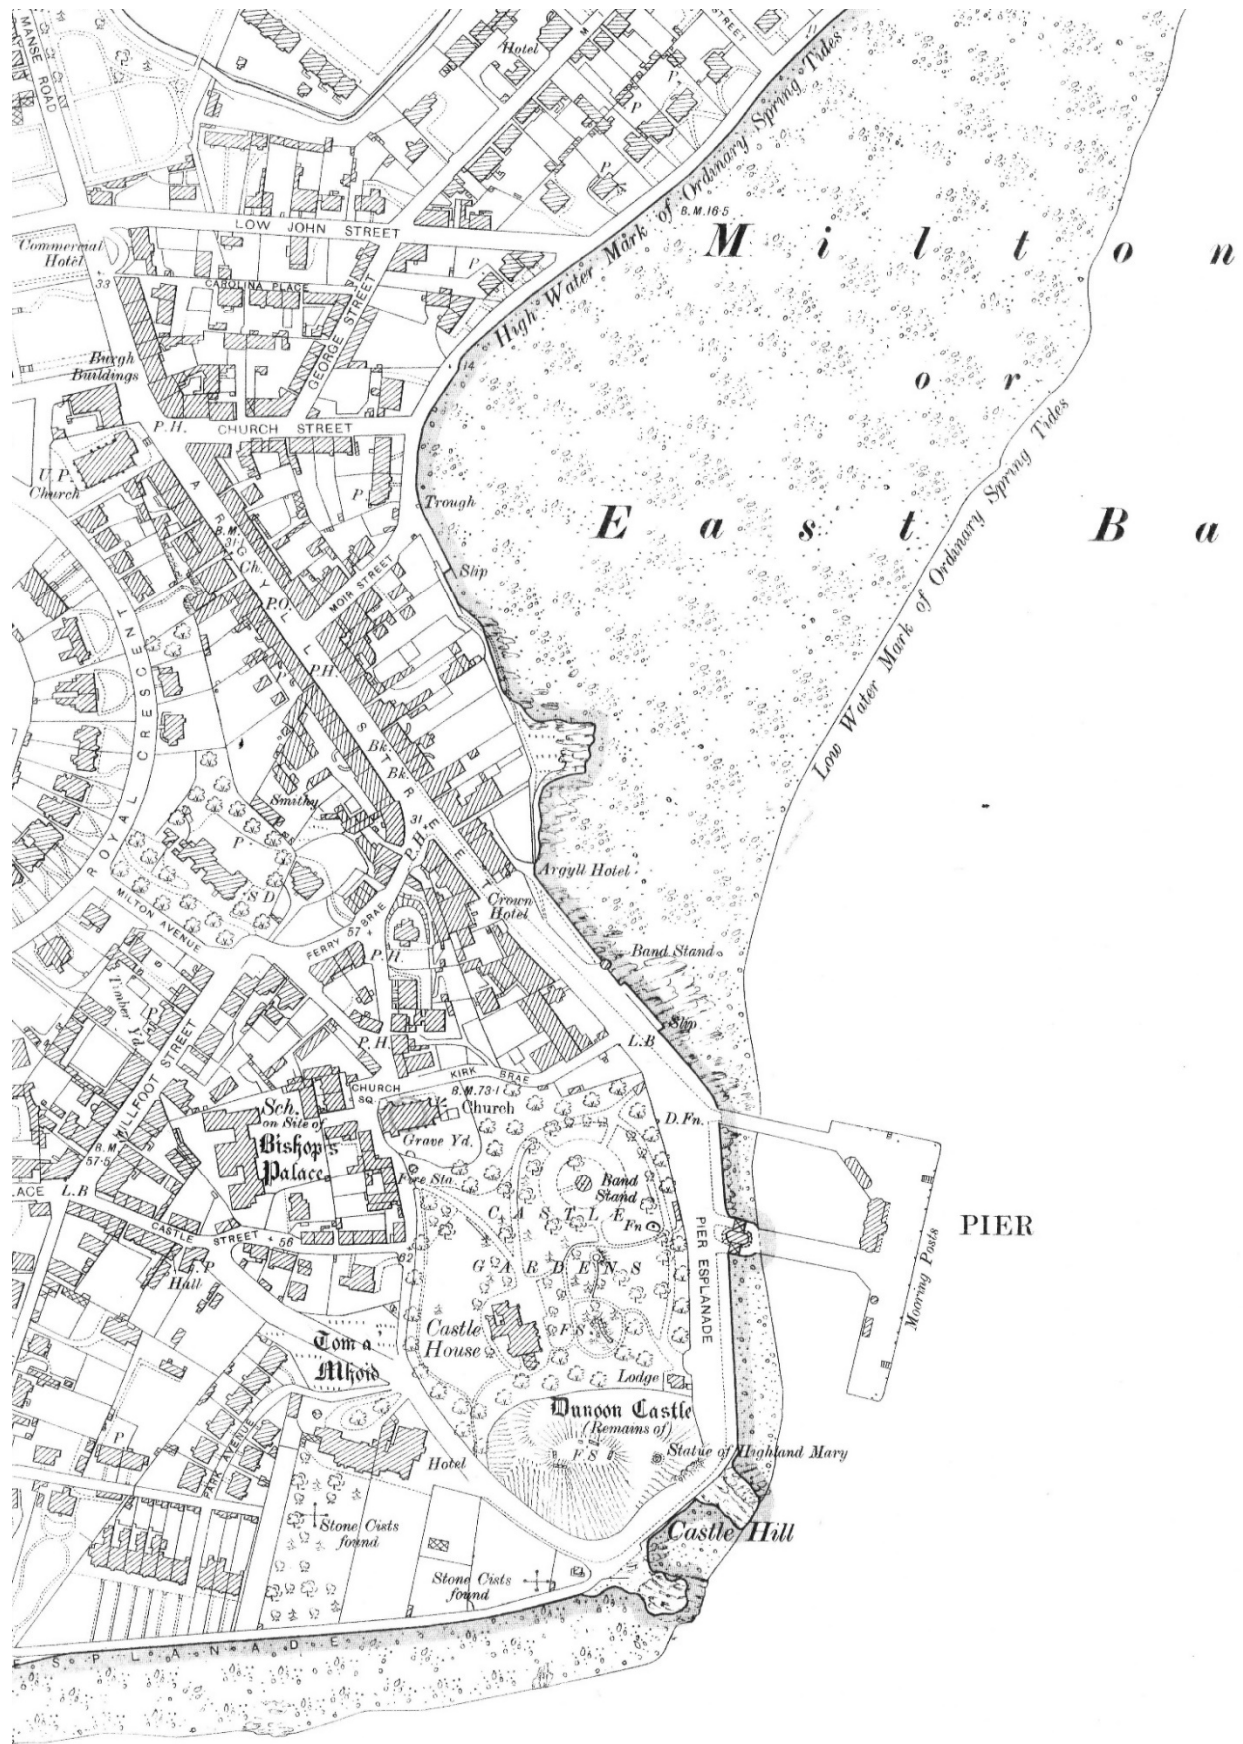 MANSE ROAD
Hotel
STREET
P.
P
P.
High Water Mark of Ordinary Spring Tides
B.M.16·5
LOW JOHN STREET
Milton
Commercial
Hotel
33
CAROLINA PLACE
P.
GEORGE STREET
14
Burgh
Buildings
or
P.H.
CHURCH STREET
U.P.
Church
P.
Trough
Low Water Mark of Ordinary Spring Tides
East Ba
ARGYLL STREET
B.M.
Ch.
Slip
MOIR STREET
P.O.
ROYAL CRESCENT
P.H.
P.
Bk.
Bk.
Smithy
31
P.H.
P.
Argyll Hotel
S D
Crown
Hotel
MILTON AVENUE
FERRY BRAE
57
P.H.
Band Stand
Timber Yd.
P.
Slip
MILLFOOT STREET
P.H.
L.B
KIRK BRAE
B.M.73·1
CHURCH
SQ.
Church
Sch.
on Site of
Bishop's
Palace
Grave Yd.
D.Fn.
B.M.
57·5
LACE
L.B
Fire Sta.
Band
Stand
CASTLE
GARDENS
Fn
PIER
PIER ESPLANADE
Mooring Posts
CASTLE STREET
56
62
P
Hall
Castle
House
F.S.
Tom a'
Mhoid
Lodge
Dunoon Castle
(Remains of)
F.S
Statue of Highland Mary
P
PARK AVENUE
Hotel
Castle Hill
Stone Cists
found
Stone Cists
found
ESPLANADE